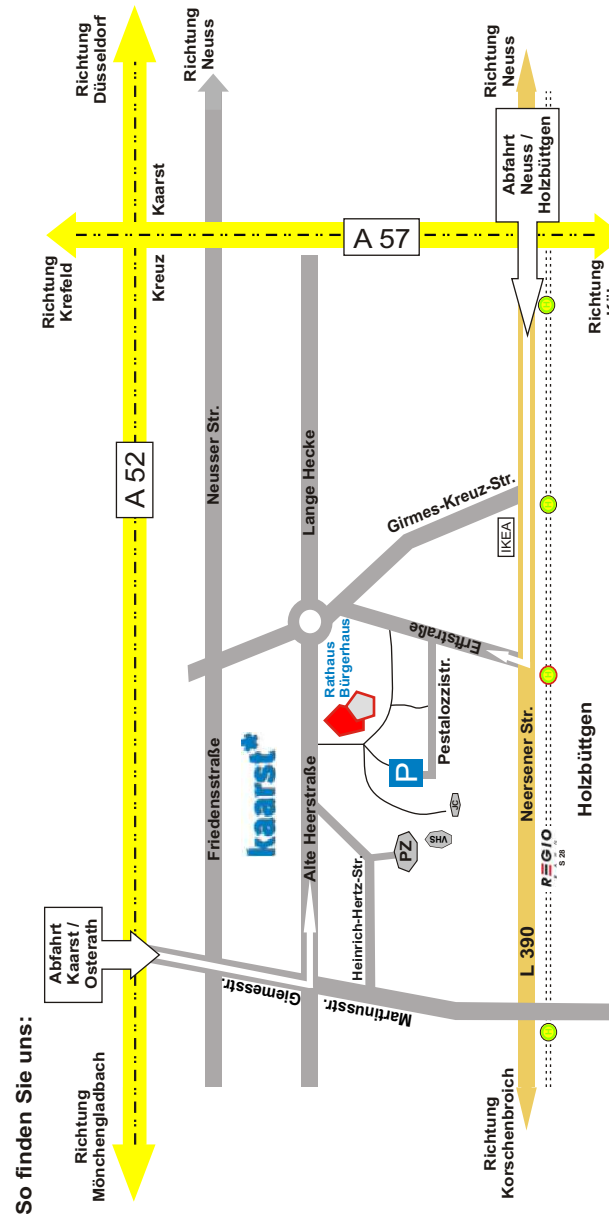 So finden Sie uns:
Richtung
Mönchengladbach
Abfahrt
Kaarst /
Osterath
A 52
Richtung
Krefeld
Kreuz
Kaarst
Richtung
Düsseldorf
Friedensstraße
Neusser Str.
Richtung
Neuss
kaarst*
Giemesstr.
Alte Heerstraße
Lange Hecke
Rathaus
Bürgerhaus
A 57
Martinusstr.
Heinrich-Hertz-Str.
PZ
VHS
JC
P
Pestalozzistr.
Erftstraße
Girmes-Kreuz-Str.
IKEA
Abfahrt
Neuss /
Holzbüttgen
Richtung
Neuss
Richtung
Korschenbroich
L 390
Neersener Str.
H
H
H
H
REGIO
S 28
Holzbüttgen
Richtung